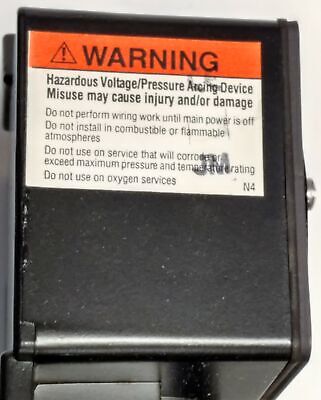 WARNING
Hazardous Voltage/Pressure Arcing Device
Misuse may cause injury and/or damage
Do not perform wiring work until main power is off
Do not install in combustible or flammable
atmospheres
Do not use on service that will corrode or
exceed maximum pressure and temperature rating
Do not use on oxygen services
N4
JM